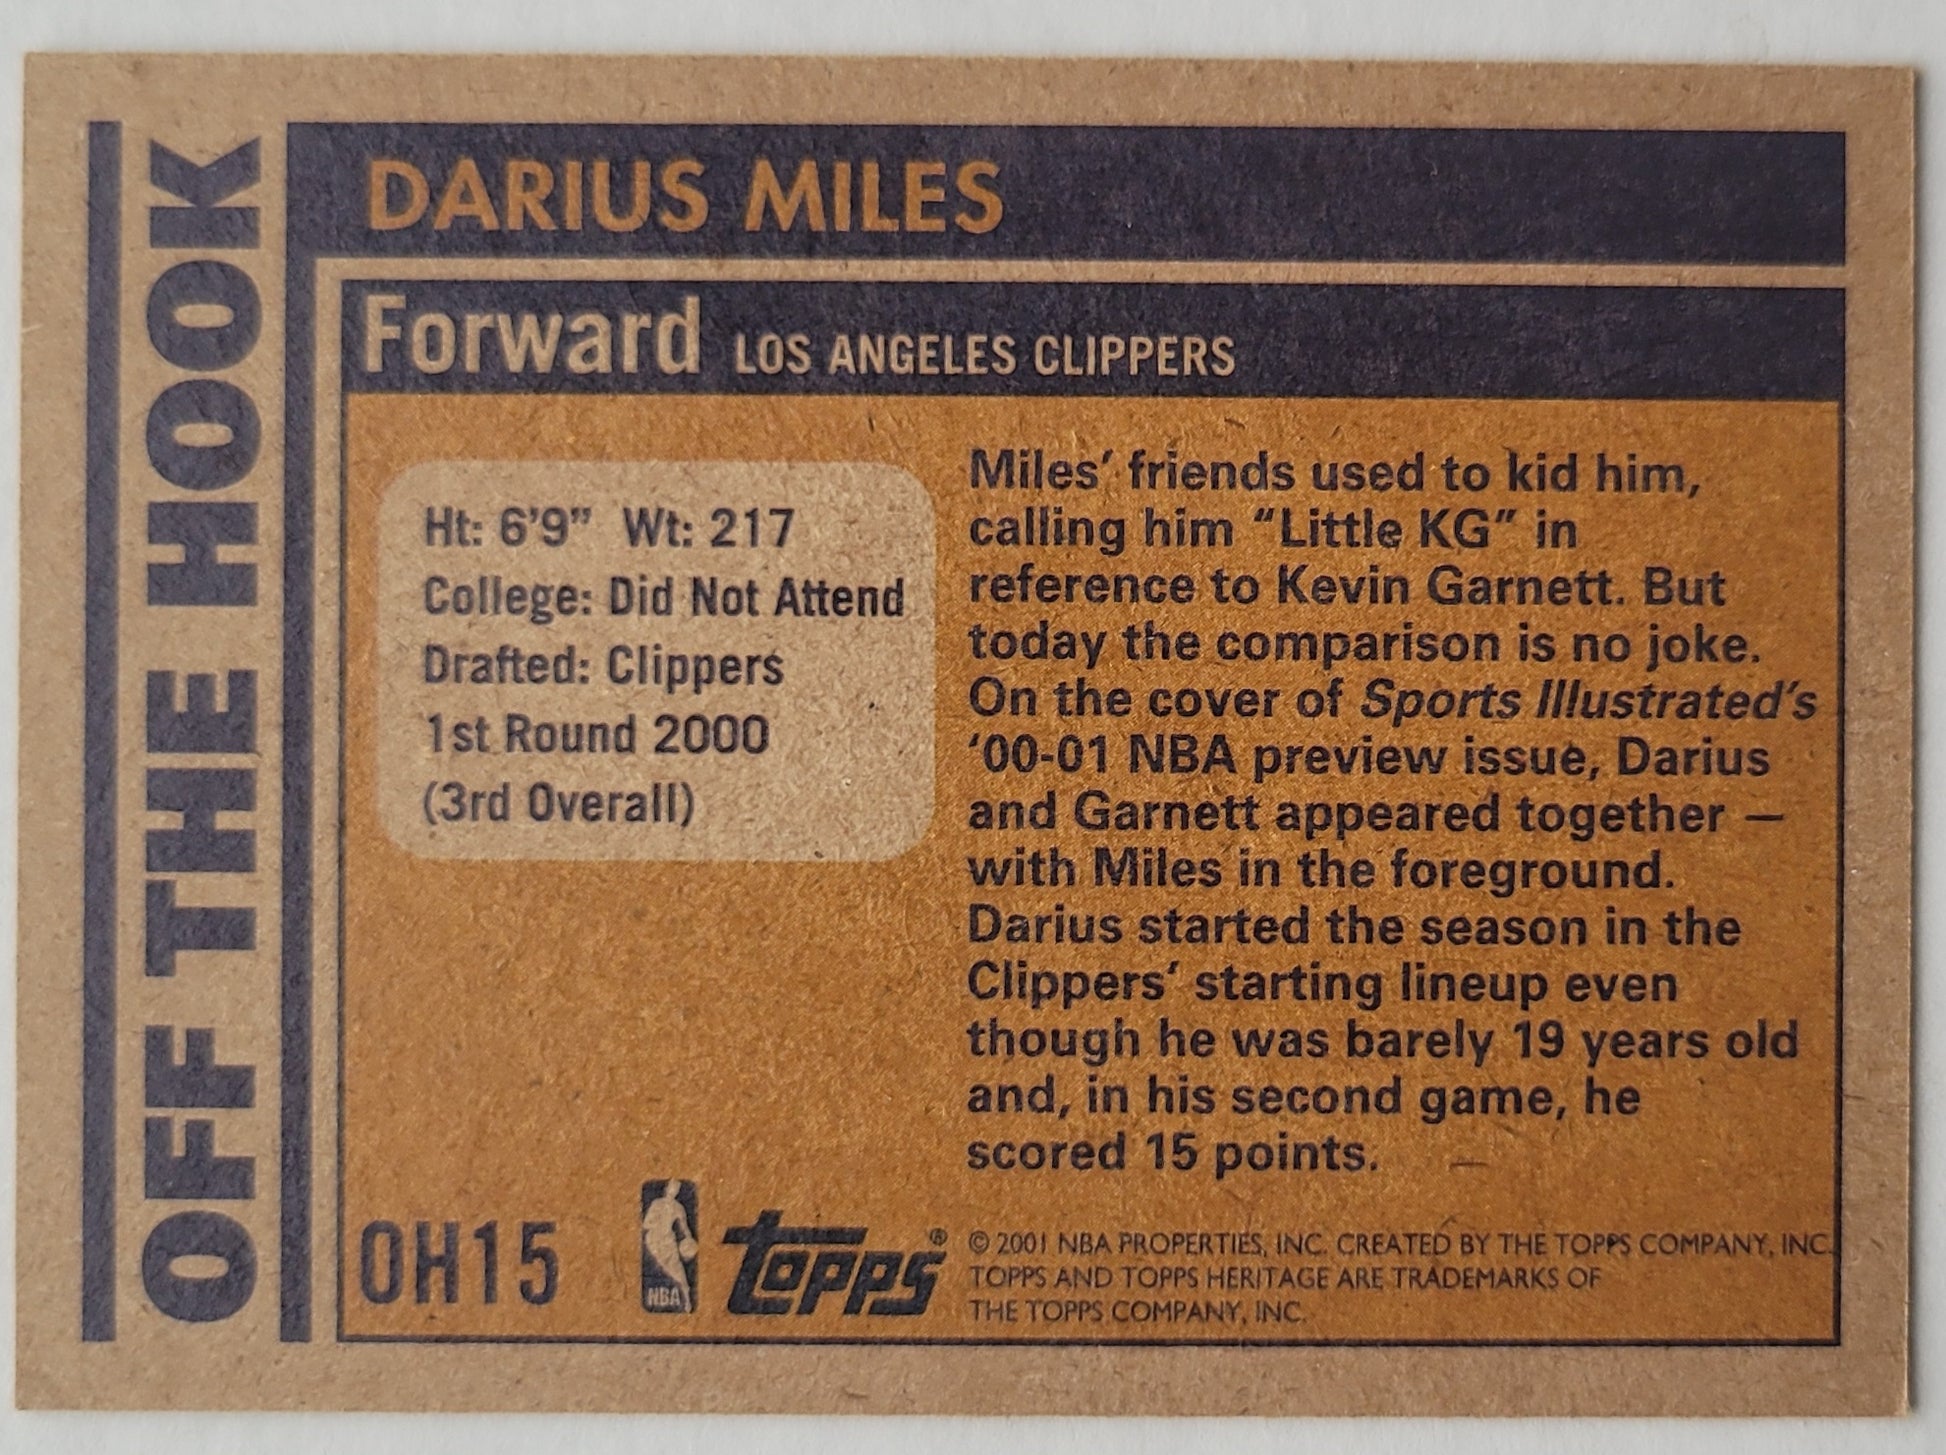 OFF THE HOOK
DARIUS MILES
Forward LOS ANGELES CLIPPERS
Ht: 6'9” Wt: 217
College: Did Not Attend
Drafted: Clippers
1st Round 2000
(3rd Overall)
Miles’ friends used to kid him,
calling him “Little KG” in
reference to Kevin Garnett. But
today the comparison is no joke.
On the cover of Sports Illustrated’s
‘00-01 NBA preview issue, Darius
and Garnett appeared together —
with Miles in the foreground.
Darius started the season in the
Clippers’ starting lineup even
though he was barely 19 years old
and, in his second game, he
scored 15 points.
OH15
NBA
topps®
© 2001 NBA PROPERTIES, INC. CREATED BY THE TOPPS COMPANY, INC.
TOPPS AND TOPPS HERITAGE ARE TRADEMARKS OF
THE TOPPS COMPANY, INC.